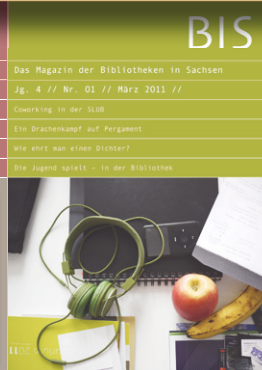 BIS
Das Magazin der Bibliotheken in Sachsen
Jg. 4 // Nr. 01 // März 2011 //
Coworking in der SLUB
Ein Drachenkampf auf Pergament
Wie ehrt man einen Dichter?
Die Jugend spielt – in der Bibliothek